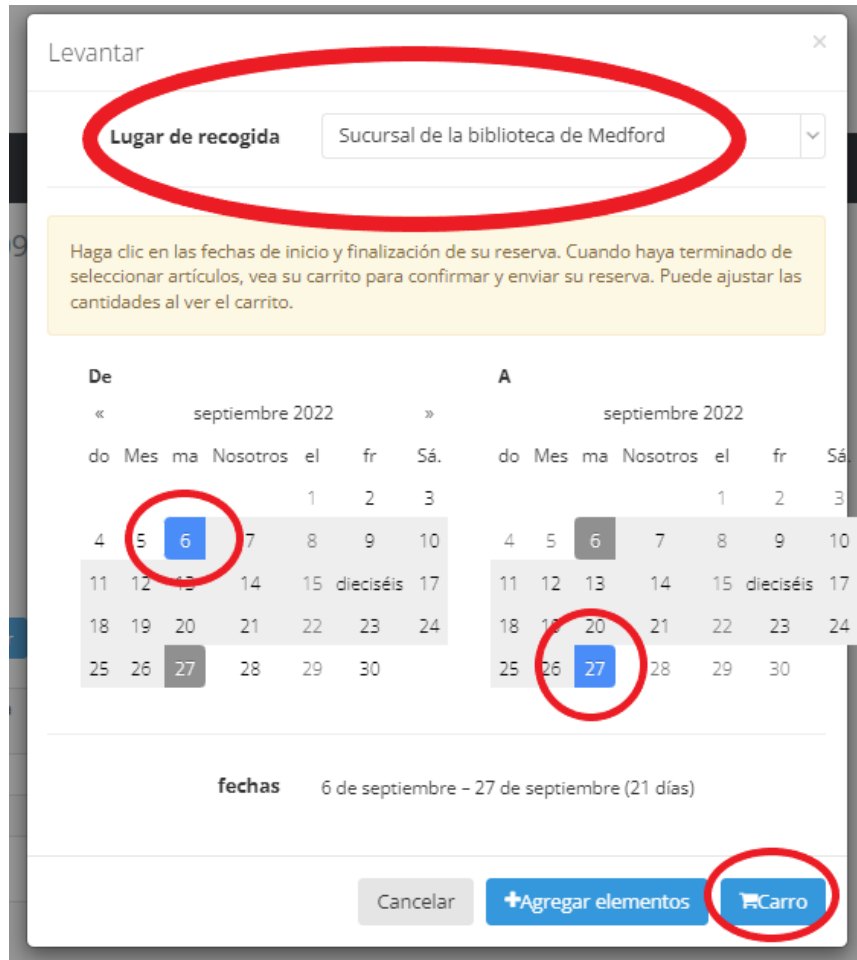 Levantar ×
Lugar de recogida Sucursal de la biblioteca de Medford
Haga clic en las fechas de inicio y finalización de su reserva. Cuando haya terminado de
seleccionar artículos, vea su carrito para confirmar y enviar su reserva. Puede ajustar las
cantidades al ver el carrito.
De A
« septiembre 2022 » septiembre 2022
do Mes ma Nosotros el fr Sá. do Mes ma Nosotros el fr Sá.
1 2 3 1 2 3
4 5 6 7 8 9 10 4 5 6 7 8 9 10
11 12 13 14 15 dieciséis 17 11 12 13 14 15 dieciséis 17
18 19 20 21 22 23 24 18 19 20 21 22 23 24
25 26 27 28 29 30 25 26 27 28 29 30
fechas 6 de septiembre – 27 de septiembre (21 días)
Cancelar +Agregar elementos Carro